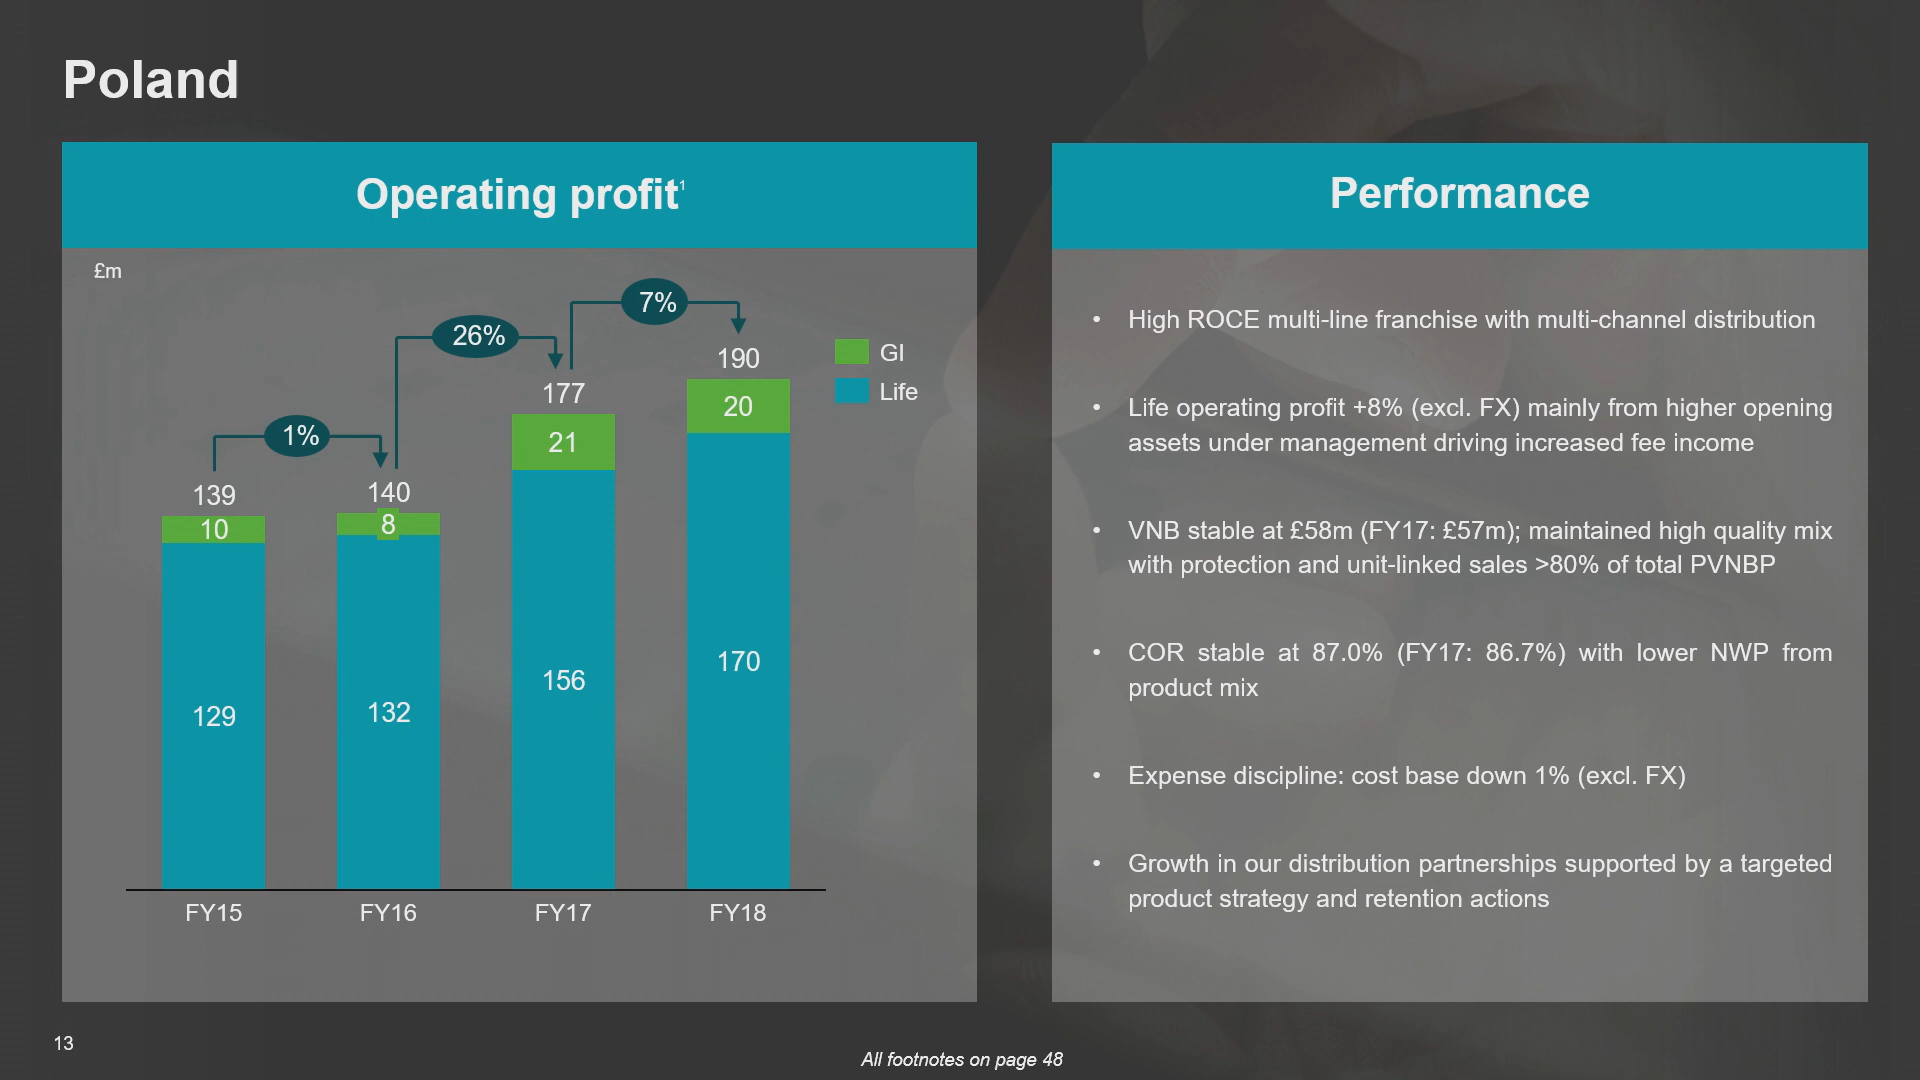 Poland
Operating profit¹
£m
7%
26%
1%
190
177
140
139
GI
Life
20
21
8
10
170
156
132
129
FY15
FY16
FY17
FY18
Performance
• High ROCE multi-line franchise with multi-channel distribution
• Life operating profit +8% (excl. FX) mainly from higher opening
assets under management driving increased fee income
• VNB stable at £58m (FY17: £57m); maintained high quality mix
with protection and unit-linked sales >80% of total PVNBP
• COR stable at 87.0% (FY17: 86.7%) with lower NWP from
product mix
• Expense discipline: cost base down 1% (excl. FX)
• Growth in our distribution partnerships supported by a targeted
product strategy and retention actions
13
All footnotes on page 48